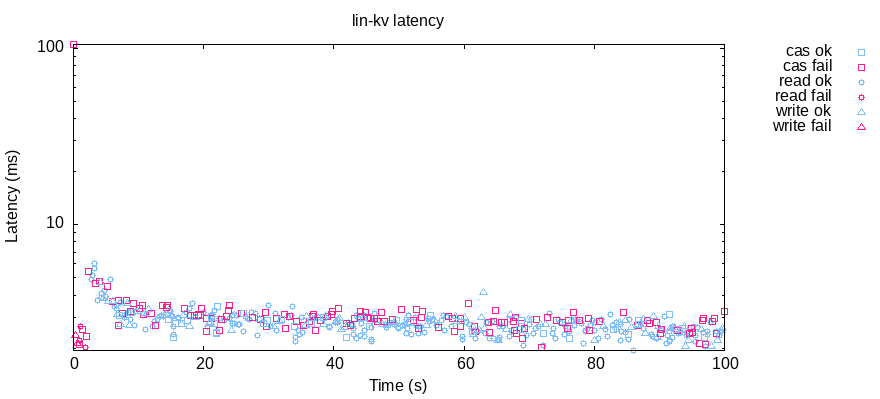 lin-kv latency
100
10
Latency (ms)
0 20 40 60 80 100
Time (s)
cas ok
cas fail
read ok
read fail
write ok
write fail